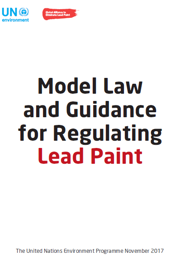 UN
environment
Model Law
and Guidance
for Regulating
Lead Paint
The United Nations Environment Programme November 2017